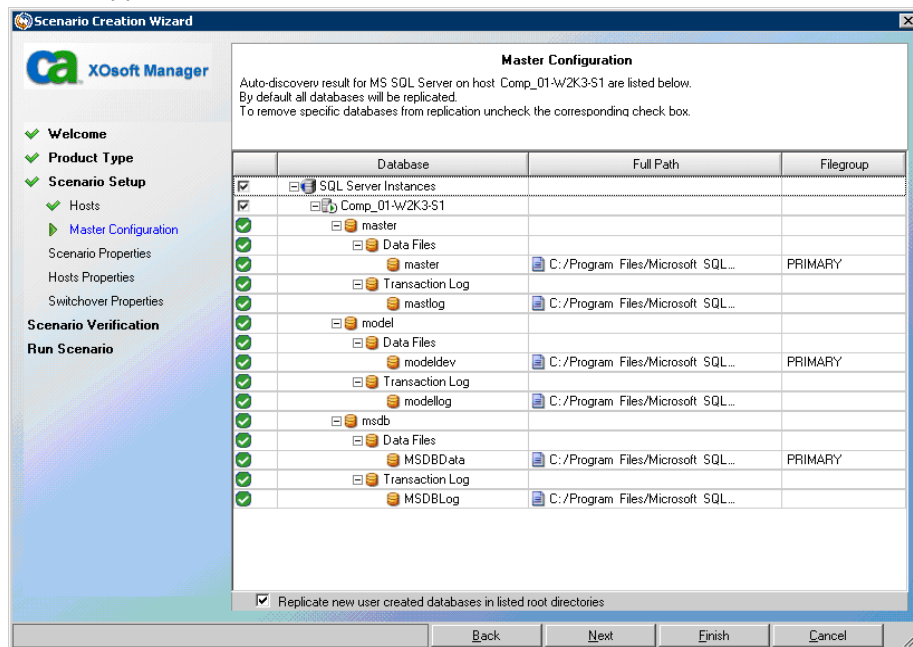 Scenario Creation Wizard
ca XOsoft Manager
Welcome
Product Type
Scenario Setup
Hosts
Master Configuration
Scenario Properties
Hosts Properties
Switchover Properties
Scenario Verification
Run Scenario
Master Configuration
Auto-discovery result for MS SQL Server on host Comp_01-W2K3-S1 are listed below.
By default all databases will be replicated.
To remove specific databases from replication uncheck the corresponding check box.
Database Full Path Filegroup
SQL Server Instances
Comp_01-W2K3-S1
master
Data Files
master C:/Program Files/Microsoft SQL... PRIMARY
Transaction Log
mastlog C:/Program Files/Microsoft SQL...
model
Data Files
modeldev C:/Program Files/Microsoft SQL... PRIMARY
Transaction Log
modellog C:/Program Files/Microsoft SQL...
msdb
Data Files
MSDBData C:/Program Files/Microsoft SQL... PRIMARY
Transaction Log
MSDBLog C:/Program Files/Microsoft SQL...
Replicate new user created databases in listed root directories
Back Next Finish Cancel